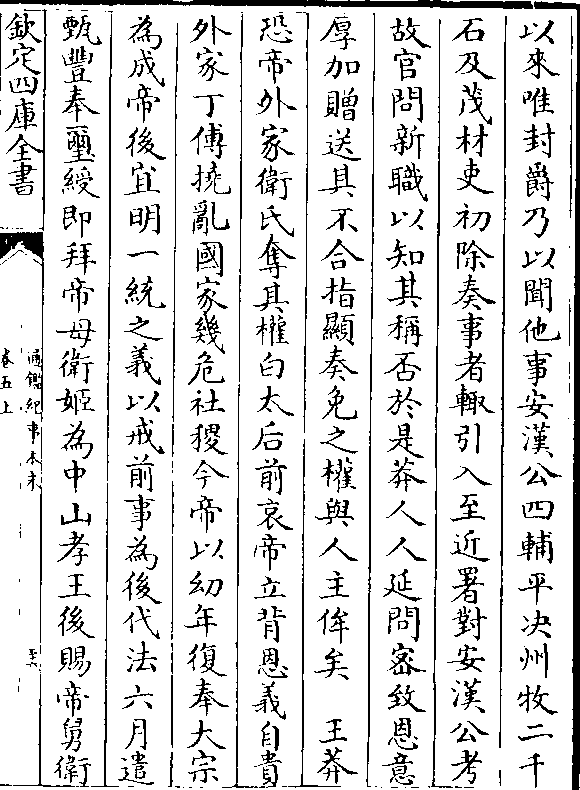 以來唯封爵乃以聞他事安漢公四輔平决州牧二千
石及茂材吏初除奏事者輙引入至近署對安漢公考
故官問新職以知其稱否於是莽人人延問宻致恩意
厚加贈送其不合指顯奏免之權與人主侔矣　王莽
恐帝外家衛氏奪其權白太后前哀帝立背恩義自貴
外家丁傅撓亂國家幾危社稷今帝以幼年復奉大宗
為成帝後宜明一統之義以戒前事為後代法六月遣
甄豐奉璽綬即拜帝母衛姬為中山孝王後賜帝舅衛
欽定四庫全書
通鑑紀事本末
卷五上